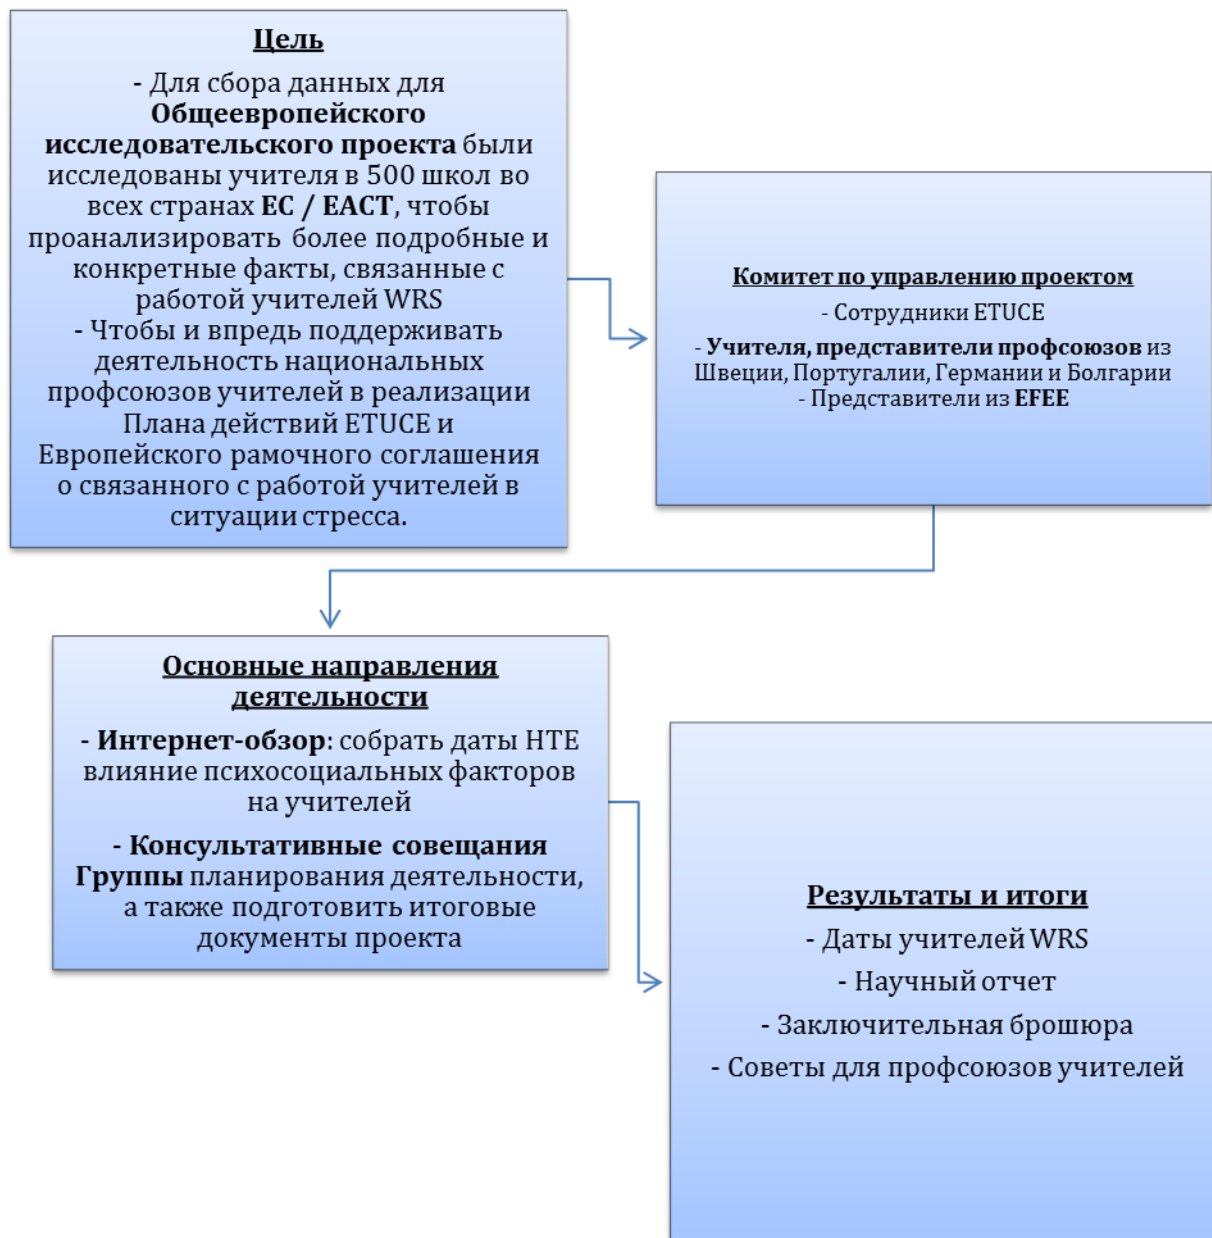 Цель
- Для сбора данных для
Общеевропейского
исследовательского проекта были
исследованы учителя в 500 школ во
всех странах ЕС / ЕАСТ, чтобы
проанализировать более подробные и
конкретные факты, связанные с
работой учителей WRS
- Чтобы и впредь поддерживать
деятельность национальных
профсоюзов учителей в реализации
Плана действий ETUCE и
Европейского рамочного соглашения
о связанного с работой учителей в
ситуации стресса.
Комитет по управлению проектом
- Сотрудники ETUCE
- Учителя, представители профсоюзов из
Швеции, Португалии, Германии и Болгарии
- Представители из EFEE
Основные направления
деятельности
- Интернет-обзор: собрать даты НТЕ
влияние психосоциальных факторов
на учителей
- Консультативные совещания
Группы планирования деятельности,
а также подготовить итоговые
документы проекта
Результаты и итоги
- Даты учителей WRS
- Научный отчет
- Заключительная брошюра
- Советы для профсоюзов учителей